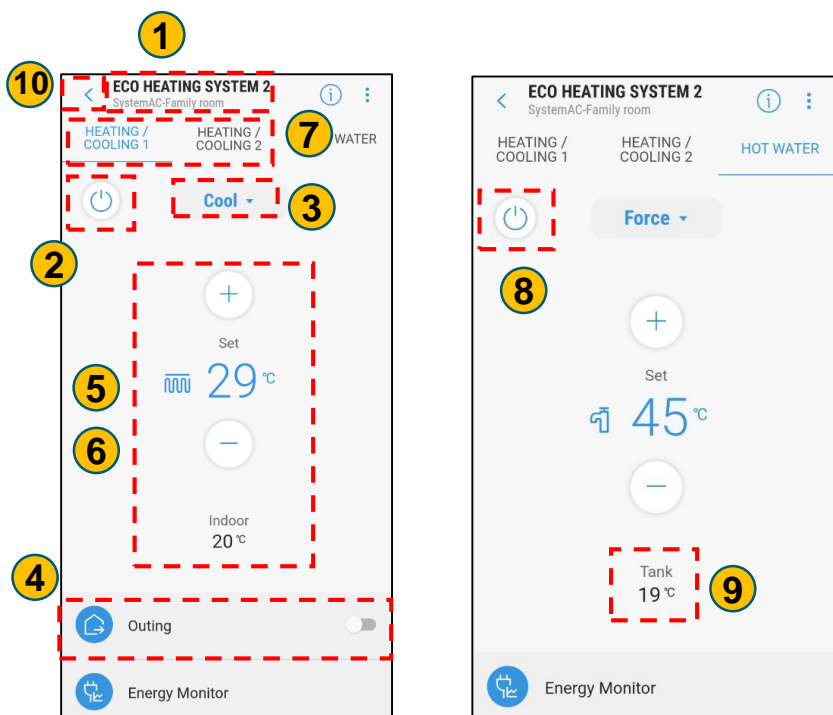 1
10
ECO HEATING SYSTEM 2
SystemAC-Family room
HEATING /
COOLING 1
HEATING /
COOLING 2
7
WATER
Cool
3
2
Set
29 °C
5
6
Indoor
20 °C
4
Outing
Energy Monitor
ECO HEATING SYSTEM 2
SystemAC-Family room
HEATING /
COOLING 1
HEATING /
COOLING 2
HOT WATER
Force
8
Set
45 °C
Tank
19 °C
9
Energy Monitor